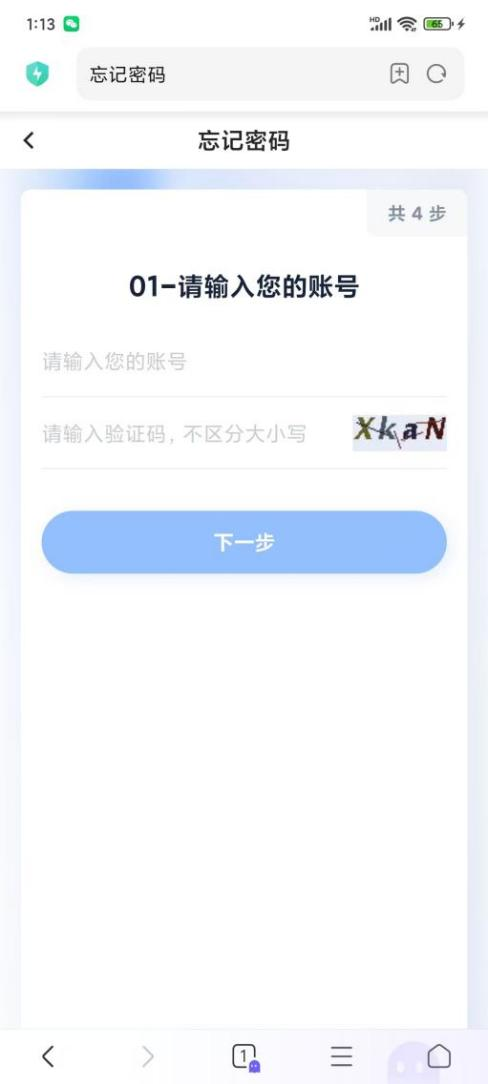 1:13
HD
65
忘记密码
忘记密码
共 4 步
01-请输入您的账号
请输入您的账号
请输入验证码，不区分大小写
XkaN
下一步
1